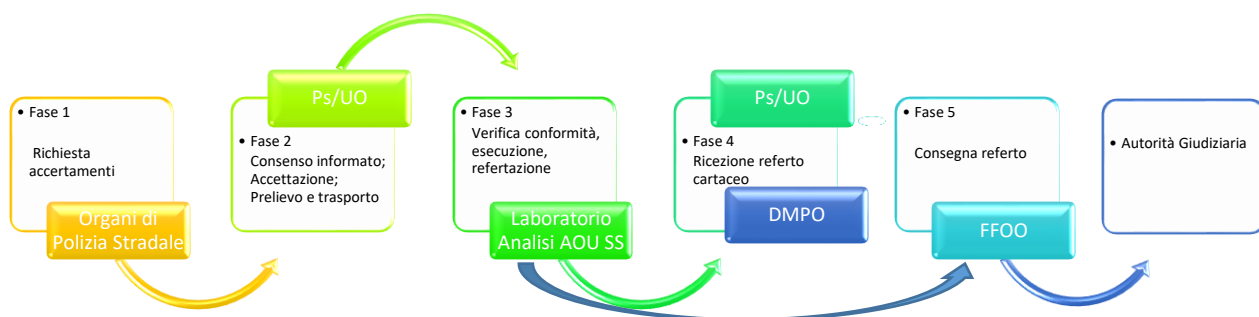 • Fase 1
Richiesta
accertamenti
Organi di
Polizia Stradale
Ps/UO
• Fase 2
Consenso informato;
Accettazione;
Prelievo e trasporto
• Fase 3
Verifica conformità,
esecuzione,
refertazione
Laboratorio
Analisi AOU SS
Ps/UO
• Fase 4
Ricezione referto
cartaceo
DMPO
• Fase 5
Consegna referto
FFOO
• Autorità Giudiziaria